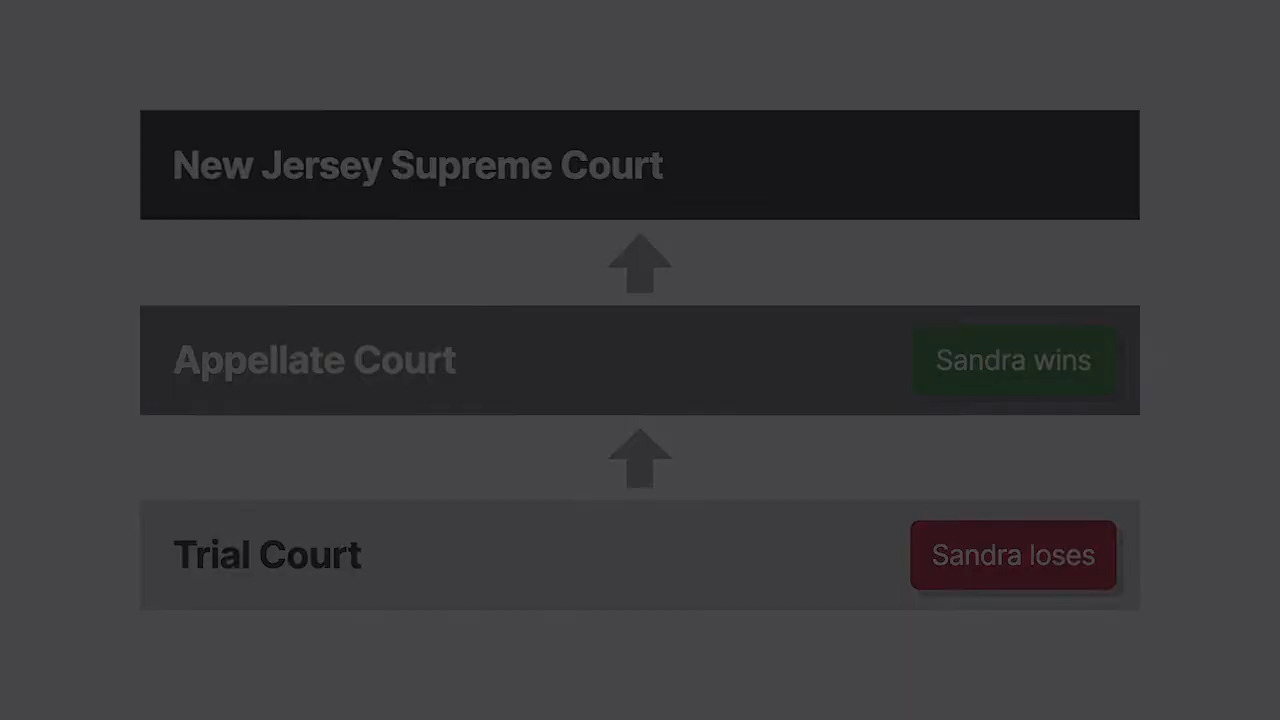 New Jersey Supreme Court
Appellate Court
Sandra wins
Trial Court
Sandra loses